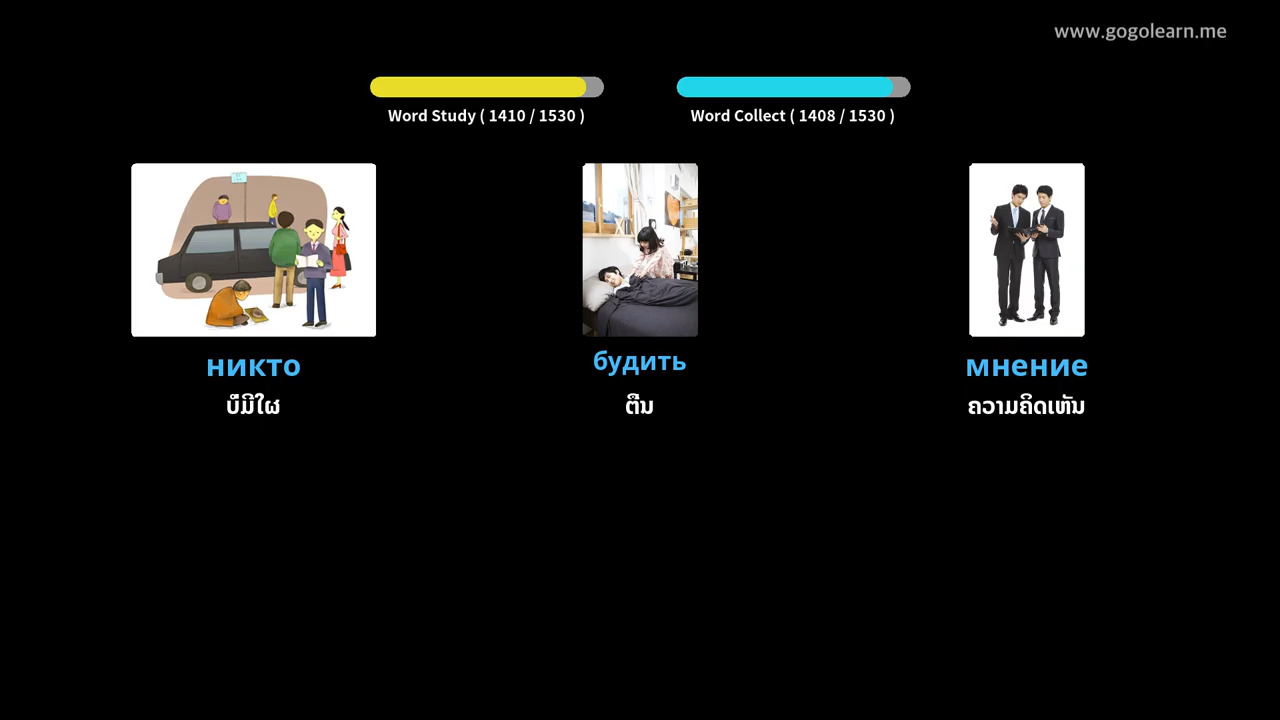 www.gogolearn.me
Word Study ( 1410 / 1530 )
Word Collect ( 1408 / 1530 )
никто
будить
мнение
ບໍ່ມີໃຜ
ຕື່ນ
ຄວາມຄິດເຫັນ